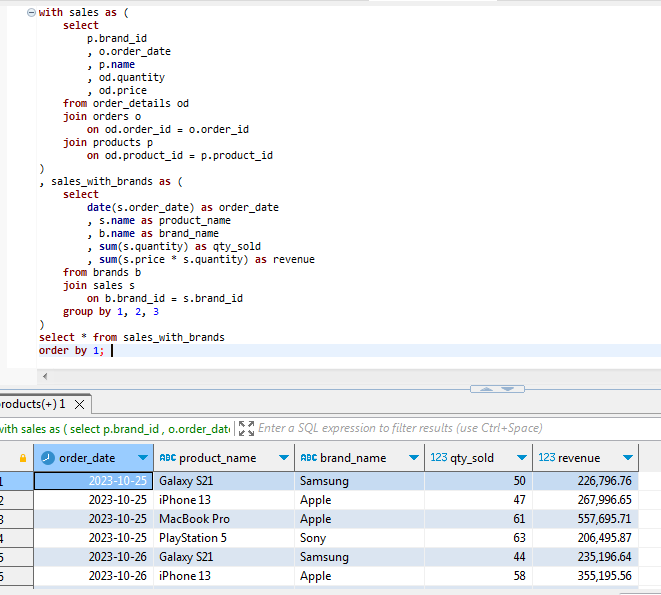 with sales as (
select
p.brand_id
, o.order_date
, p.name
, od.quantity
, od.price
from order_details od
join orders o
on od.order_id = o.order_id
join products p
on od.product_id = p.product_id
)
, sales_with_brands as (
select
date(s.order_date) as order_date
, s.name as product_name
, b.name as brand_name
, sum(s.quantity) as qty_sold
, sum(s.price * s.quantity) as revenue
from brands b
join sales s
on b.brand_id = s.brand_id
group by 1, 2, 3
)
select * from sales_with_brands
order by 1;
roducts(+) 1
with sales as ( select p.brand_id , o.order_dat Enter a SQL expression to filter results (use Ctrl+Space)
order_date ABC product_name ABC brand_name 123 qty_sold 123 revenue
1 2023-10-25 Galaxy S21 Samsung 50 226,796.76
2 2023-10-25 iPhone 13 Apple 47 267,996.65
3 2023-10-25 MacBook Pro Apple 61 557,695.71
4 2023-10-25 PlayStation 5 Sony 63 206,495.87
5 2023-10-26 Galaxy S21 Samsung 44 235,196.64
6 2023-10-26 iPhone 13 Apple 58 355,195.56